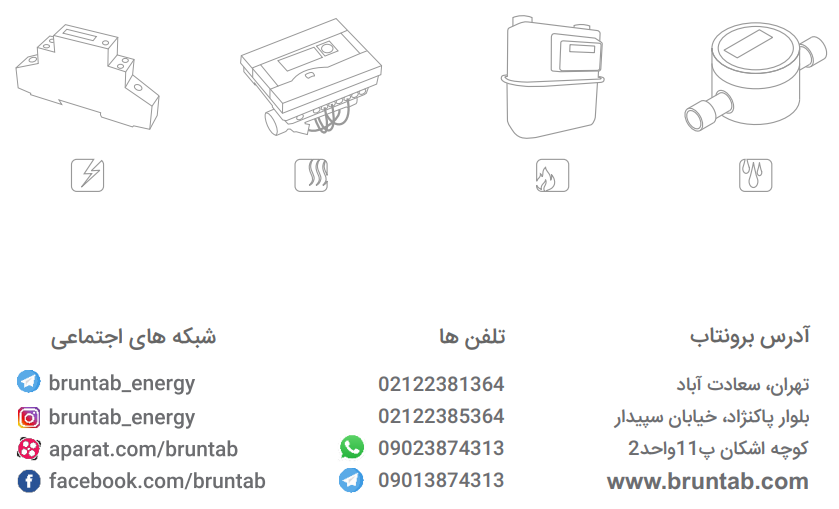 آدرس برونتاب
تهران، سعادت آباد
بلوار پاکنژاد، خیابان سپیدار
کوچه اشکان پ11واحد2
www.bruntab.com
تلفن ها
02122381364
02122385364
09023874313
09013874313
شبکه های اجتماعی
bruntab_energy
bruntab_energy
aparat.com/bruntab
facebook.com/bruntab